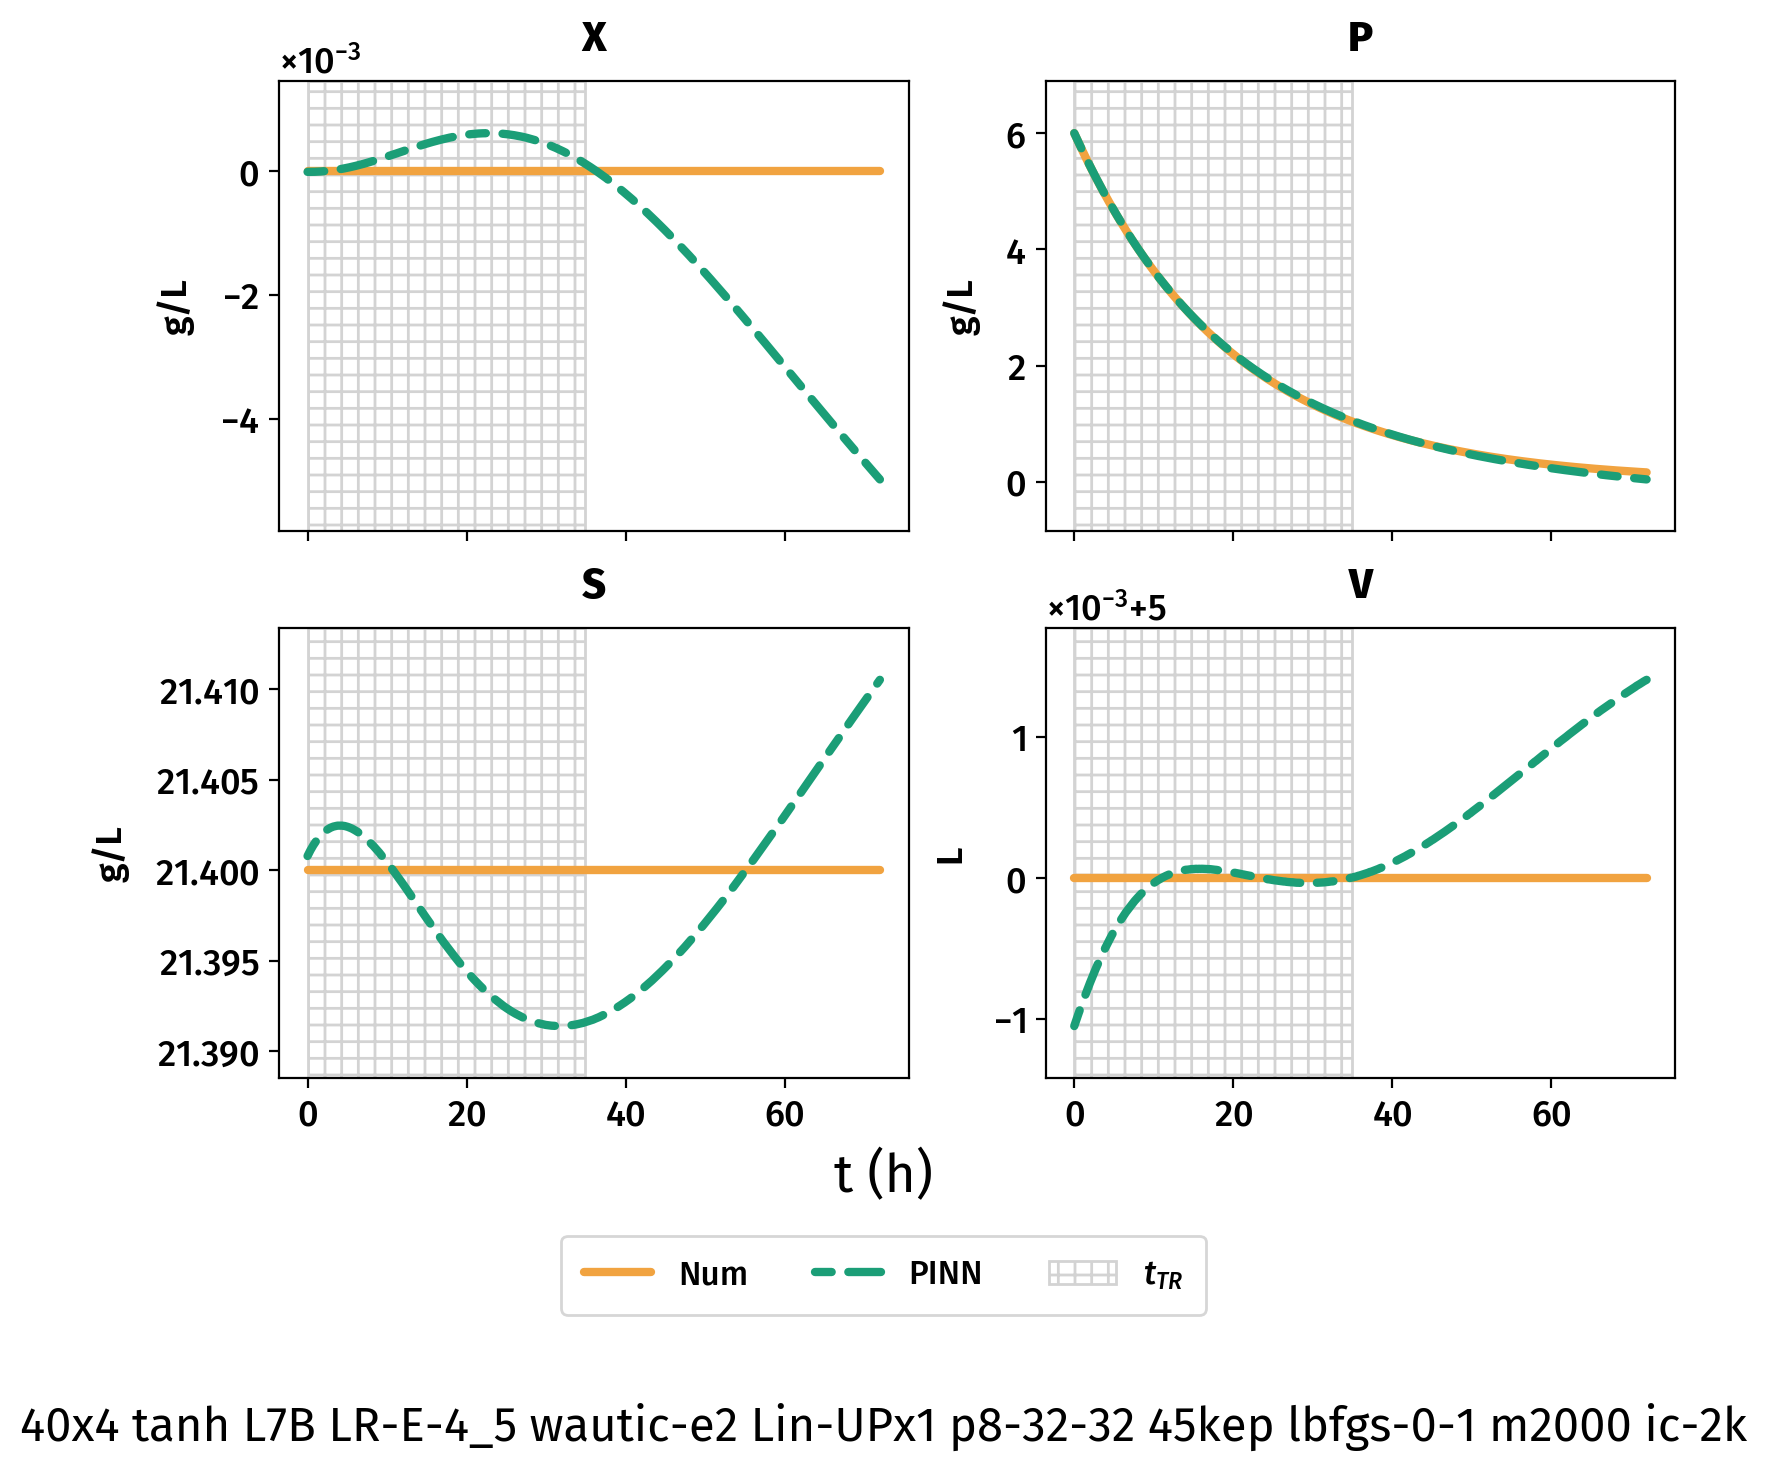 X
×10⁻³
0
−2
−4
g/L
P
6
4
2
0
g/L
S
21.410
21.405
21.400
21.395
21.390
g/L
0 20 40 60
V
×10⁻³+5
1
0
−1
L
0 20 40 60
t (h)
Num PINN t_TR
40x4 tanh L7B LR-E-4_5 wautic-e2 Lin-UPx1 p8-32-32 45kep lbfgs-0-1 m2000 ic-2k